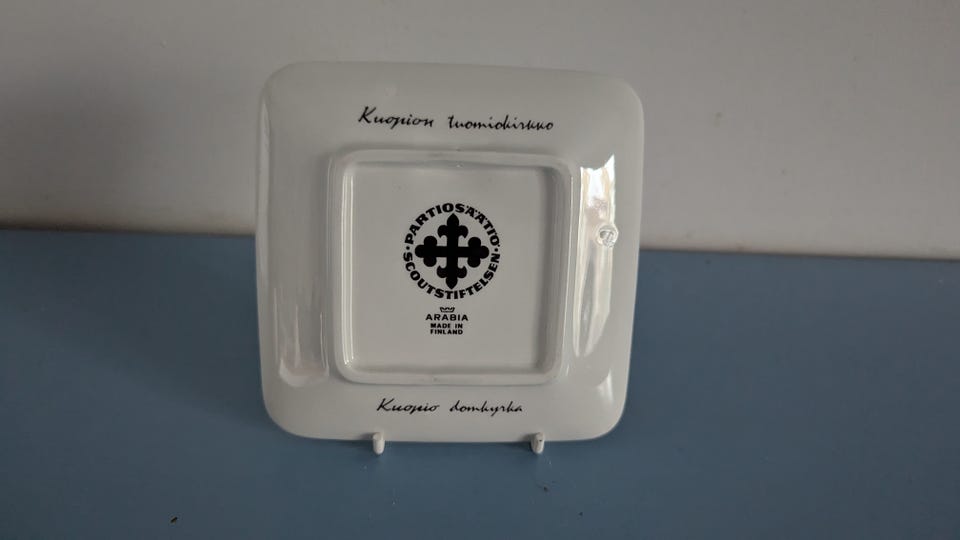 Kuopion tuomiokirkko
PARTIOSÄÄTIÖ · SCOUTSTIFTELSEN ·
ARABIA
MADE IN
FINLAND
Kuopio domkyrka